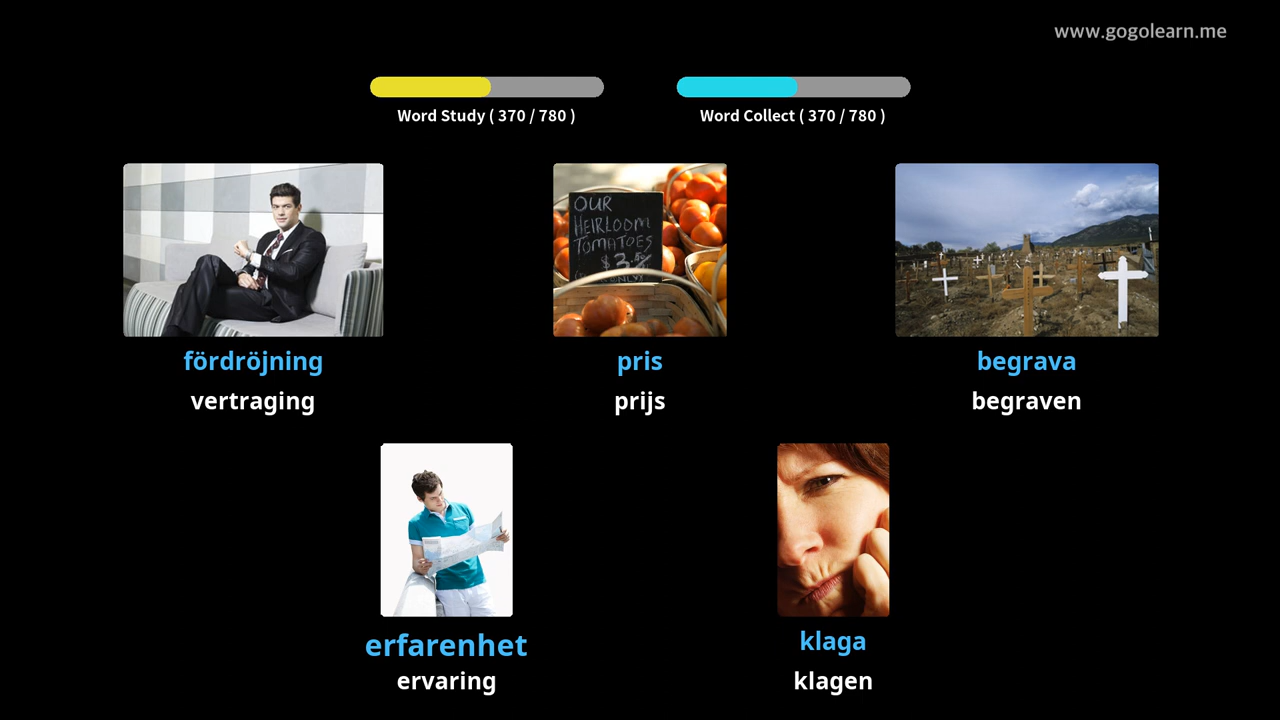 www.gogolearn.me
Word Study ( 370 / 780 )
Word Collect ( 370 / 780 )
OUR
HEIRLOOM
TOMATOES
fördröjning
pris
begrava
vertraging
prijs
begraven
erfarenhet
klaga
ervaring
klagen